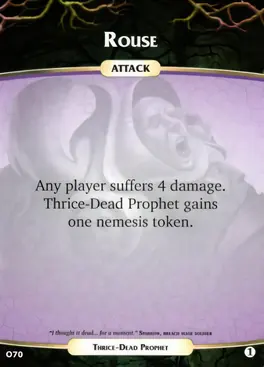 Rouse
ATTACK
Any player suffers 4 damage.
Thrice-Dead Prophet gains
one nemesis token.
"I thought it dead... for a moment."
Thrice-Dead Prophet
O70
1